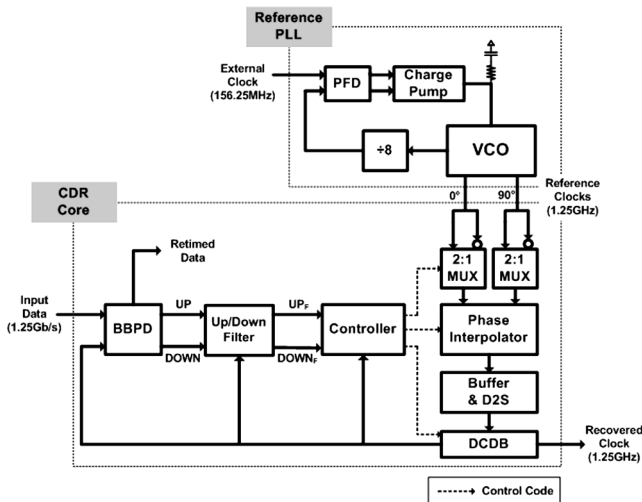 Reference
PLL
External
Clock
(156.25MHz)
PFD
Charge
Pump
÷8
VCO
CDR
Core
0°
90°
Reference
Clocks
(1.25GHz)
Retimed
Data
2:1
MUX
2:1
MUX
Input
Data
(1.25Gb/s)
BBPD
UP
DOWN
Up/Down
Filter
UPF
DOWNF
Controller
Phase
Interpolator
Buffer
& D2S
DCDB
Recovered
Clock
(1.25GHz)
Control Code